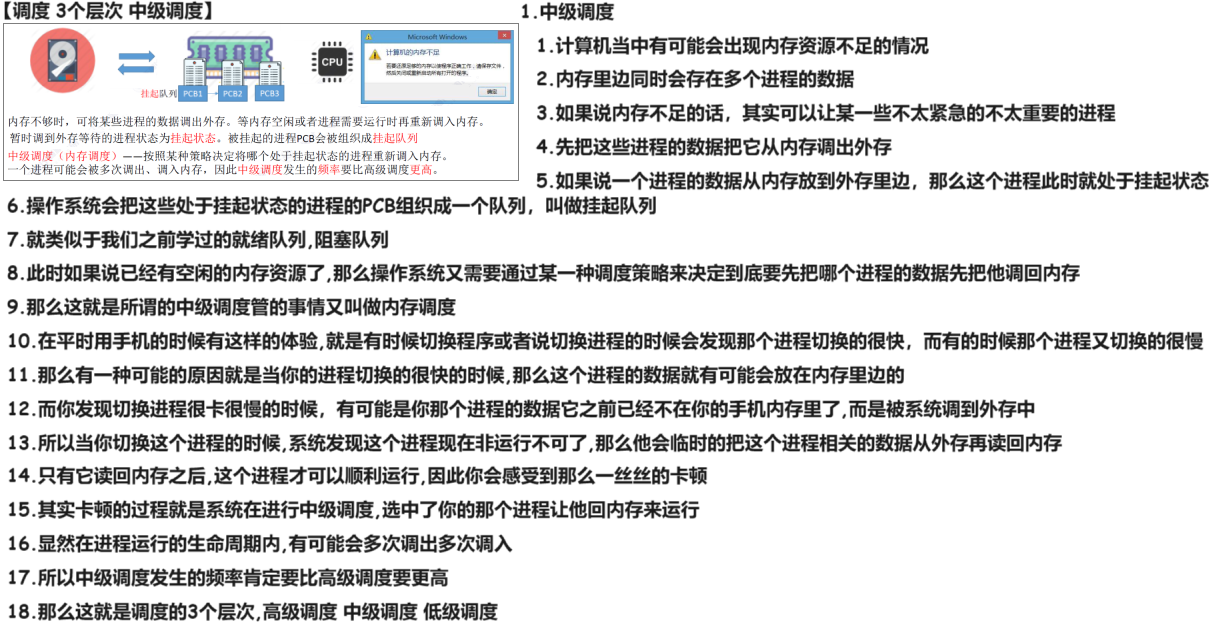 【调度 3个层次 中级调度】
Microsoft Windows
计算机的内存不足
若要还原足够的内存以使程序正确工作，请保存文件，
然后关闭或重新启动所有打开的程序。
确定
CPU
挂起队列
PCB1
PCB2
PCB3
内存不够时，可将某些进程的数据调出外存。等内存空闲或者进程需要运行时再重新调入内存。
暂时调到外存等待的进程状态为挂起状态。被挂起的进程PCB会被组织成挂起队列
中级调度（内存调度）——按照某种策略决定将哪个处于挂起状态的进程重新调入内存。
一个进程可能会被多次调出、调入内存，因此中级调度发生的频率要比高级调度更高。
1.中级调度
1.计算机当中有可能会出现内存资源不足的情况
2.内存里边同时会存在多个进程的数据
3.如果说内存不足的话，其实可以让某一些不太紧急的不太重要的进程
4.先把这些进程的数据把它从内存调出外存
5.如果说一个进程的数据从内存放到外存里边，那么这个进程此时就处于挂起状态
6.操作系统会把这些处于挂起状态的进程的PCB组织成一个队列，叫做挂起队列
7.就类似于我们之前学过的就绪队列,阻塞队列
8.此时如果说已经有空闲的内存资源了,那么操作系统又需要通过某一种调度策略来决定到底要先把哪个进程的数据先把他调回内存
9.那么这就是所谓的中级调度管的事情又叫做内存调度
10.在平时用手机的时候有这样的体验,就是有时候切换程序或者说切换进程的时候会发现那个进程切换的很快，而有的时候那个进程又切换的很慢
11.那么有一种可能的原因就是当你的进程切换的很快的时候,那么这个进程的数据就有可能会放在内存里边的
12.而你发现切换进程很卡很慢的时候，有可能是你那个进程的数据它之前已经不在你的手机内存里了,而是被系统调到外存中
13.所以当你切换这个进程的时候,系统发现这个进程现在非运行不可了,那么他会临时的把这个进程相关的数据从外存再读回内存
14.只有它读回内存之后,这个进程才可以顺利运行,因此你会感受到那么一丝丝的卡顿
15.其实卡顿的过程就是系统在进行中级调度,选中了你的那个进程让他回内存来运行
16.显然在进程运行的生命周期内,有可能会多次调出多次调入
17.所以中级调度发生的频率肯定要比高级调度要更高
18.那么这就是调度的3个层次,高级调度 中级调度 低级调度